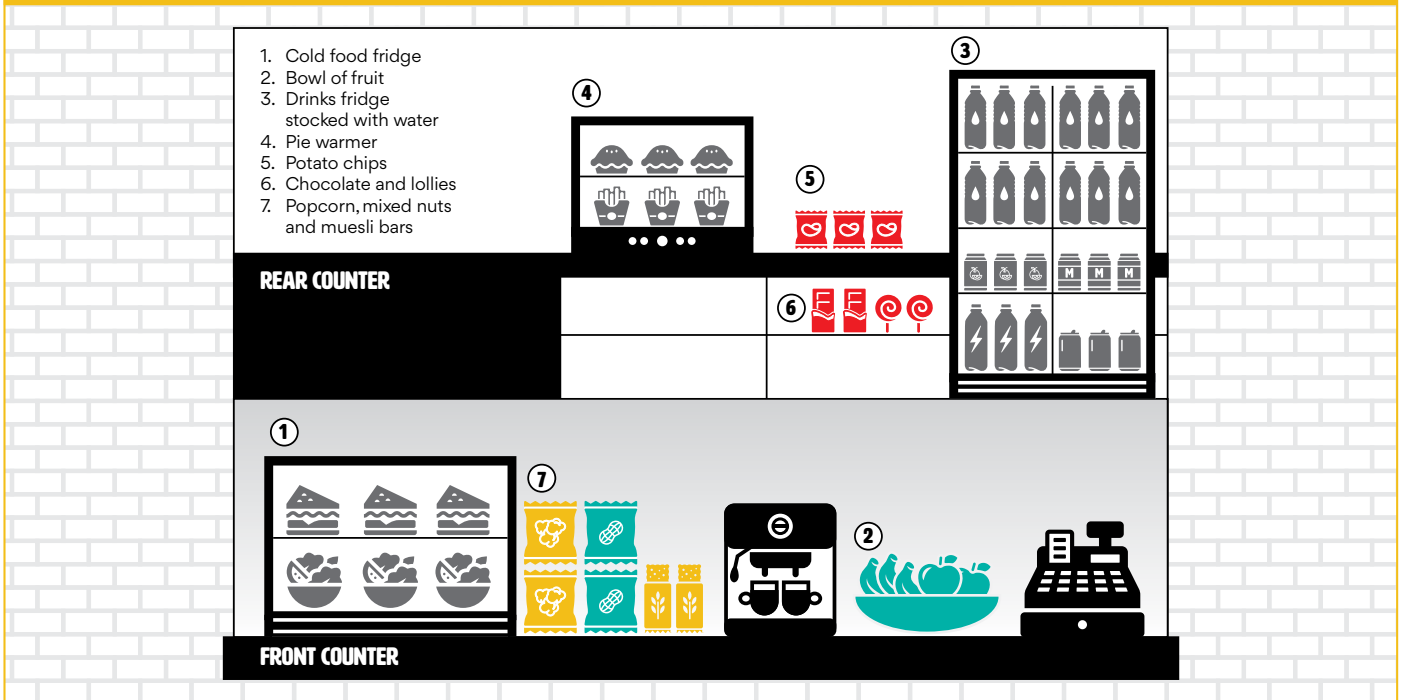 1. Cold food fridge
2. Bowl of fruit
3. Drinks fridge
stocked with water
4. Pie warmer
5. Potato chips
6. Chocolate and lollies
7. Popcorn, mixed nuts
and muesli bars
3
4
5
M M M
REAR COUNTER
6
1
7
2
FRONT COUNTER